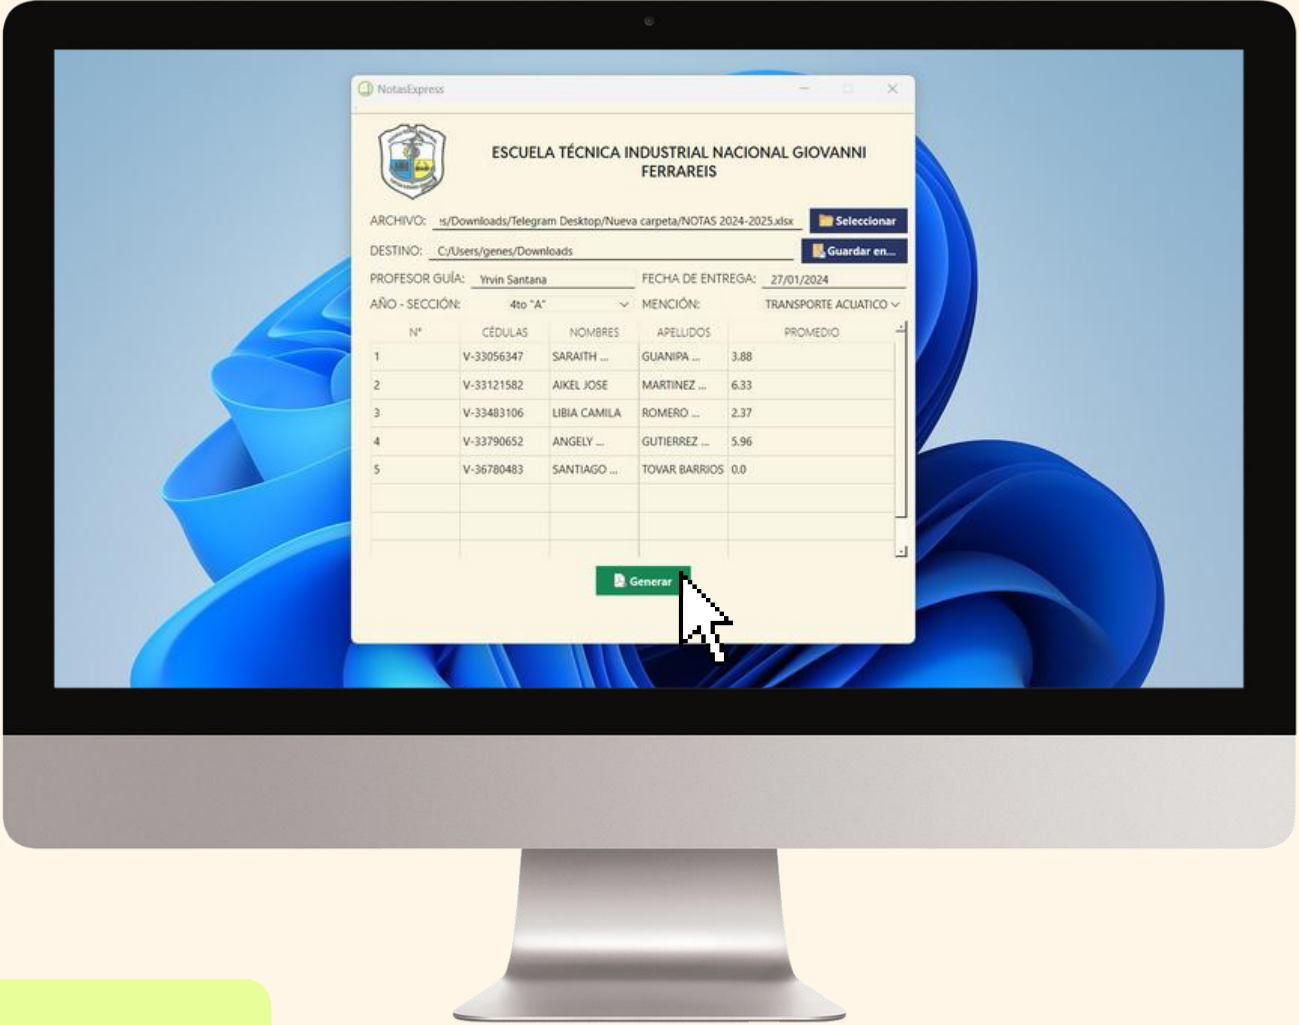 NotasExpress
ESCUELA TÉCNICA INDUSTRIAL NACIONAL GIOVANNI
FERRAREIS
ARCHIVO: s/Downloads/Telegram Desktop/Nueva carpeta/NOTAS 2024-2025.xlsx Seleccionar
DESTINO: C:/Users/genes/Downloads Guardar en...
PROFESOR GUÍA: Yrvin Santana FECHA DE ENTREGA: 27/01/2024
AÑO - SECCIÓN: 4to "A" MENCIÓN: TRANSPORTE ACUATICO
N° CÉDULAS NOMBRES APELLIDOS PROMEDIO
1 V-33056347 SARAITH ... GUANIPA ... 3.88
2 V-33121582 AIKEL JOSE MARTINEZ ... 6.33
3 V-33483106 LIBIA CAMILA ROMERO ... 2.37
4 V-33790652 ANGELY ... GUTIERREZ ... 5.96
5 V-36780483 SANTIAGO ... TOVAR BARRIOS 0.0
Generar